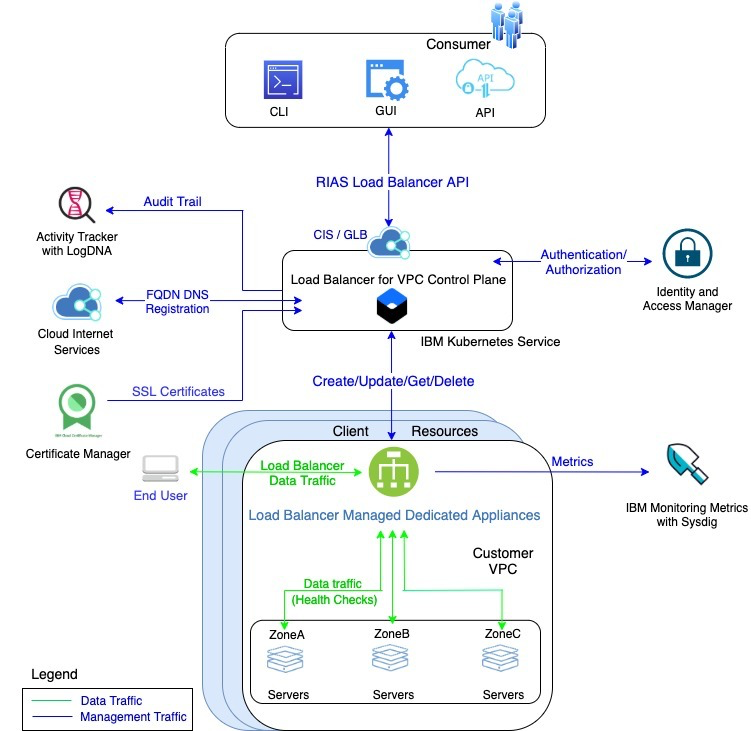 Consumer
API
CLI
GUI
API
RIAS Load Balancer API
Audit Trail
Activity Tracker
with LogDNA
CIS / GLB
Authentication/
Authorization
Load Balancer for VPC Control Plane
FQDN DNS
Registration
Identity and
Access Manager
Cloud Internet
Services
IBM Kubernetes Service
SSL Certificates
Create/Update/Get/Delete
IBM Cloud Certificate Manager
Certificate Manager
Client Resources
Load Balancer
Data Traffic
Metrics
End User
IBM Monitoring Metrics
with Sysdig
Load Balancer Managed Dedicated Appliances
Customer
VPC
Data traffic
(Health Checks)
ZoneA
ZoneB
ZoneC
Servers
Servers
Servers
Legend
Data Traffic
Management Traffic